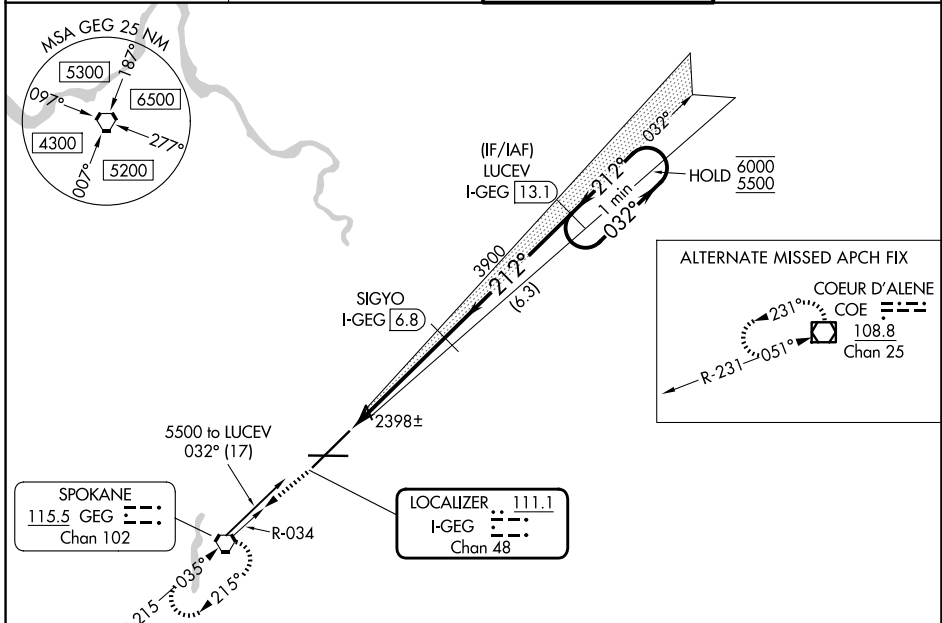 MSA GEG 25 NM
5300
187°
097°
6500
4300
277°
007°
5200
(IF/IAF)
LUCEV
I-GEG 13.1
032°
212°
1 min
032°
HOLD 6000
5500
3900
212°
(6.3)
SIGYO
I-GEG 6.8
ALTERNATE MISSED APCH FIX
COEUR D'ALENE
COE
108.8
Chan 25
231°
R-231
051°
2398±
5500 to LUCEV
032° (17)
SPOKANE
115.5 GEG
Chan 102
R-034
LOCALIZER 111.1
I-GEG
Chan 48
035°
215
215°